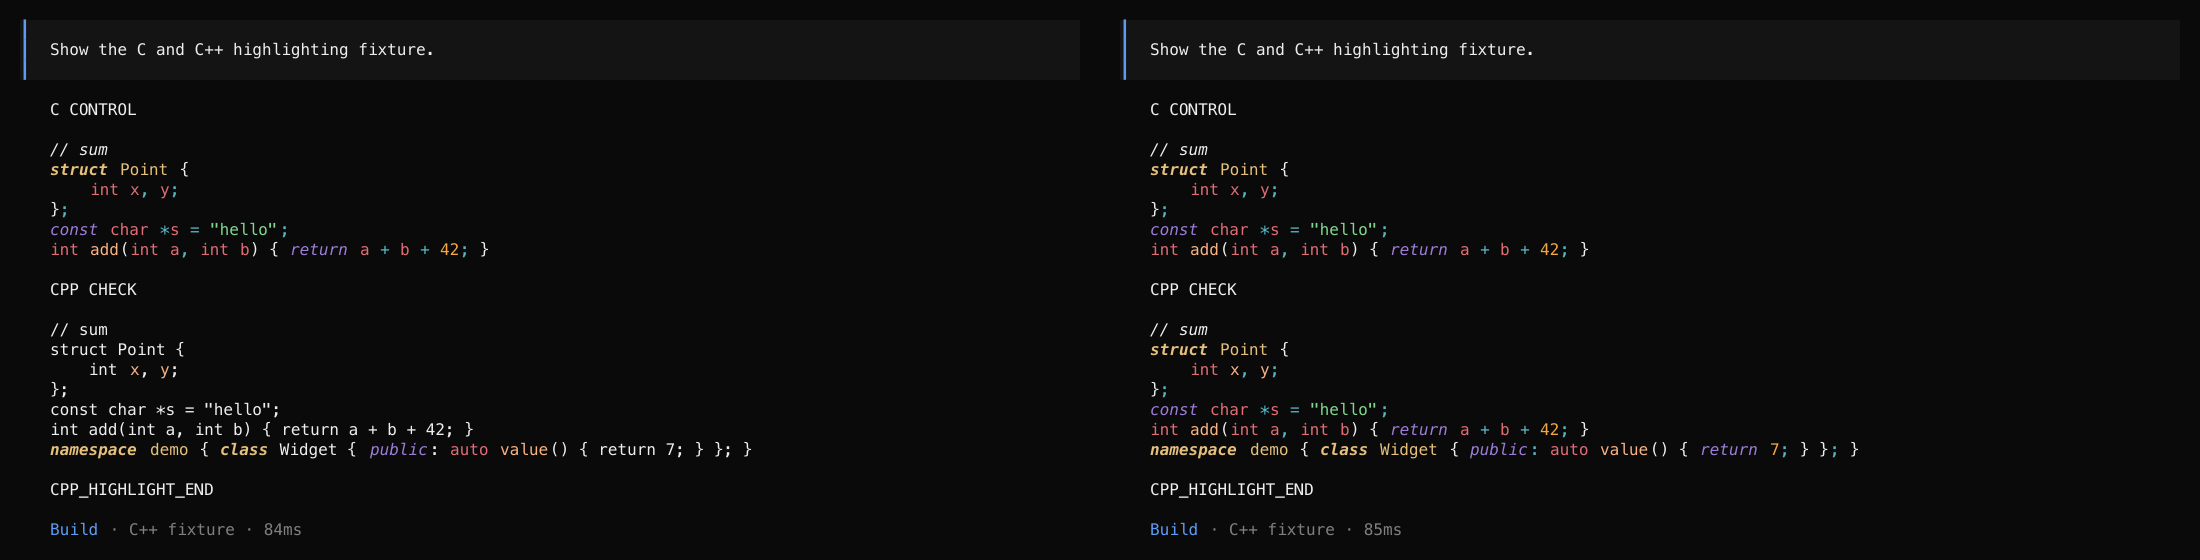 Show the C and C++ highlighting fixture.
C CONTROL
// sum
struct Point {
    int x, y;
};
const char *s = "hello";
int add(int a, int b) { return a + b + 42; }
CPP CHECK
// sum
struct Point {
    int x, y;
};
const char *s = "hello";
int add(int a, int b) { return a + b + 42; }
namespace demo { class Widget { public: auto value() { return 7; } }; }
CPP_HIGHLIGHT_END
Build · C++ fixture · 84ms
Show the C and C++ highlighting fixture.
C CONTROL
// sum
struct Point {
    int x, y;
};
const char *s = "hello";
int add(int a, int b) { return a + b + 42; }
CPP CHECK
// sum
struct Point {
    int x, y;
};
const char *s = "hello";
int add(int a, int b) { return a + b + 42; }
namespace demo { class Widget { public: auto value() { return 7; } }; }
CPP_HIGHLIGHT_END
Build · C++ fixture · 85ms